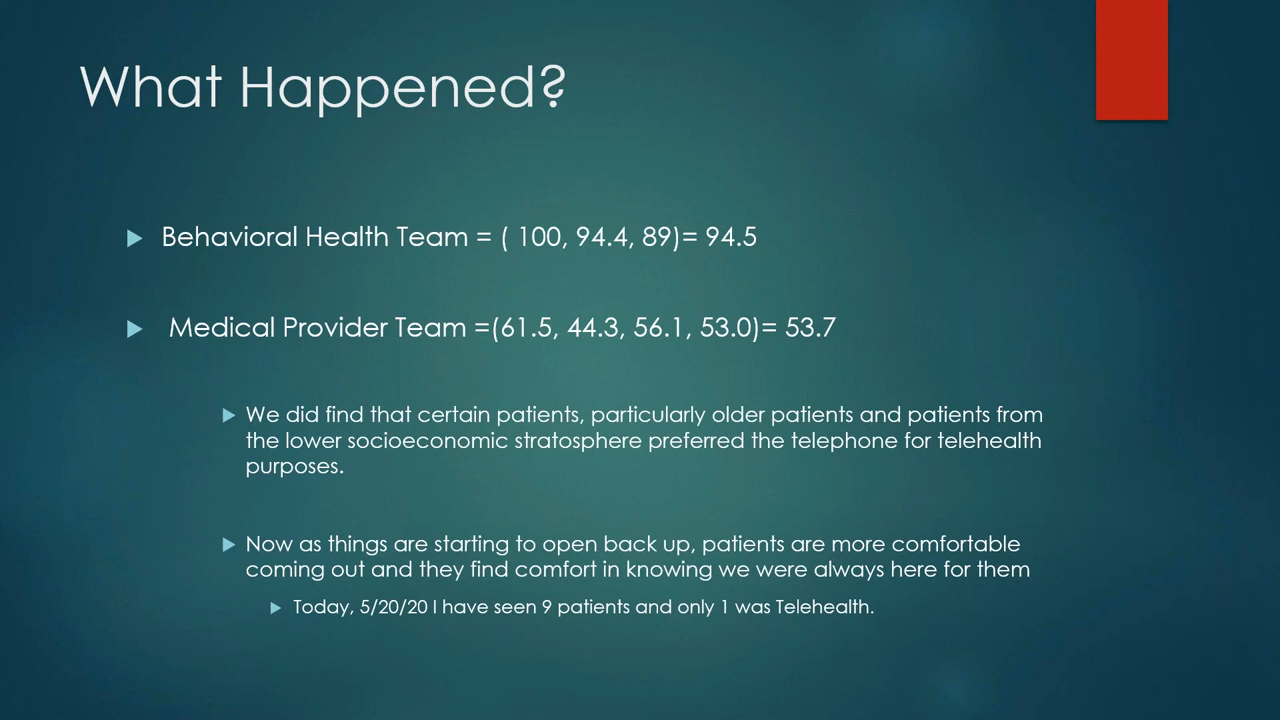 What Happened?
Behavioral Health Team = ( 100, 94.4, 89)= 94.5
Medical Provider Team =(61.5, 44.3, 56.1, 53.0)= 53.7
We did find that certain patients, particularly older patients and patients from
the lower socioeconomic stratosphere preferred the telephone for telehealth
purposes.
Now as things are starting to open back up, patients are more comfortable
coming out and they find comfort in knowing we were always here for them
Today, 5/20/20 I have seen 9 patients and only 1 was Telehealth.